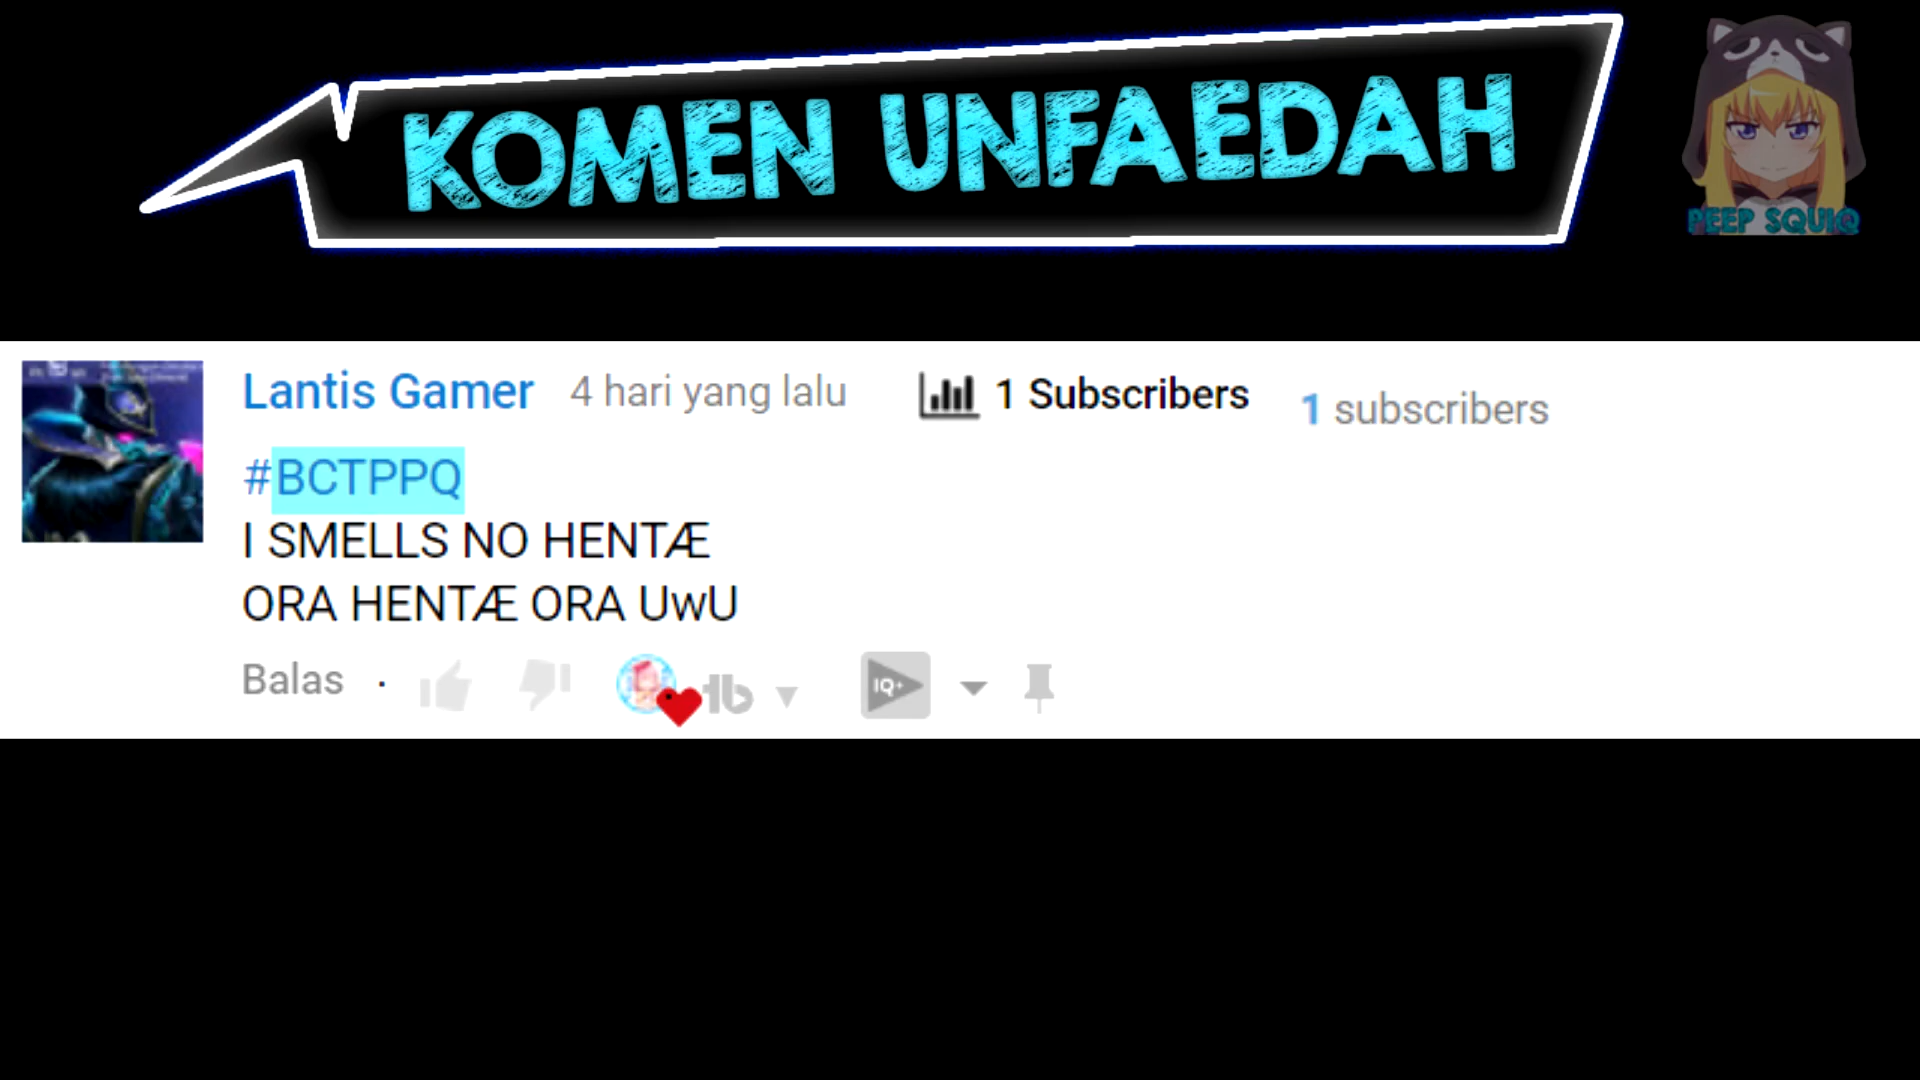 KOMEN UNFAEDAH
PEEP SQUIQ
Lantis Gamer 4 hari yang lalu 1 Subscribers 1 subscribers
#BCTPPQ
I SMELLS NO HENTÆ
ORA HENTÆ ORA UwU
Balas · tb IQ+